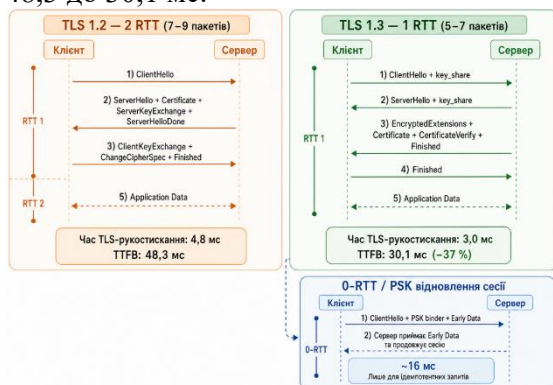 48,3 до 30,1 мс.
TLS 1.2 — 2 RTT (7–9 пакетів)
Клієнт
Сервер
RTT 1
1) ClientHello
2) ServerHello + Certificate +
ServerKeyExchange +
ServerHelloDone
3) ClientKeyExchange +
ChangeCipherSpec + Finished
RTT 2
5) Application Data
Час TLS-рукостискання: 4,8 мс
TTFB: 48,3 мс
TLS 1.3 — 1 RTT (5–7 пакетів)
Клієнт
Сервер
RTT 1
1) ClientHello + key_share
2) ServerHello + key_share
3) EncryptedExtensions +
Certificate + CertificateVerify +
Finished
4) Finished
5) Application Data
Час TLS-рукостискання: 3,0 мс
TTFB: 30,1 мс (–37 %)
0-RTT / PSK відновлення сесії
Клієнт
Сервер
0-RTT
1) ClientHello + PSK binder + Early Data
2) Сервер приймає Early Data
та продовжує сесію
~16 мс
Лише для ідемпотентних запитів